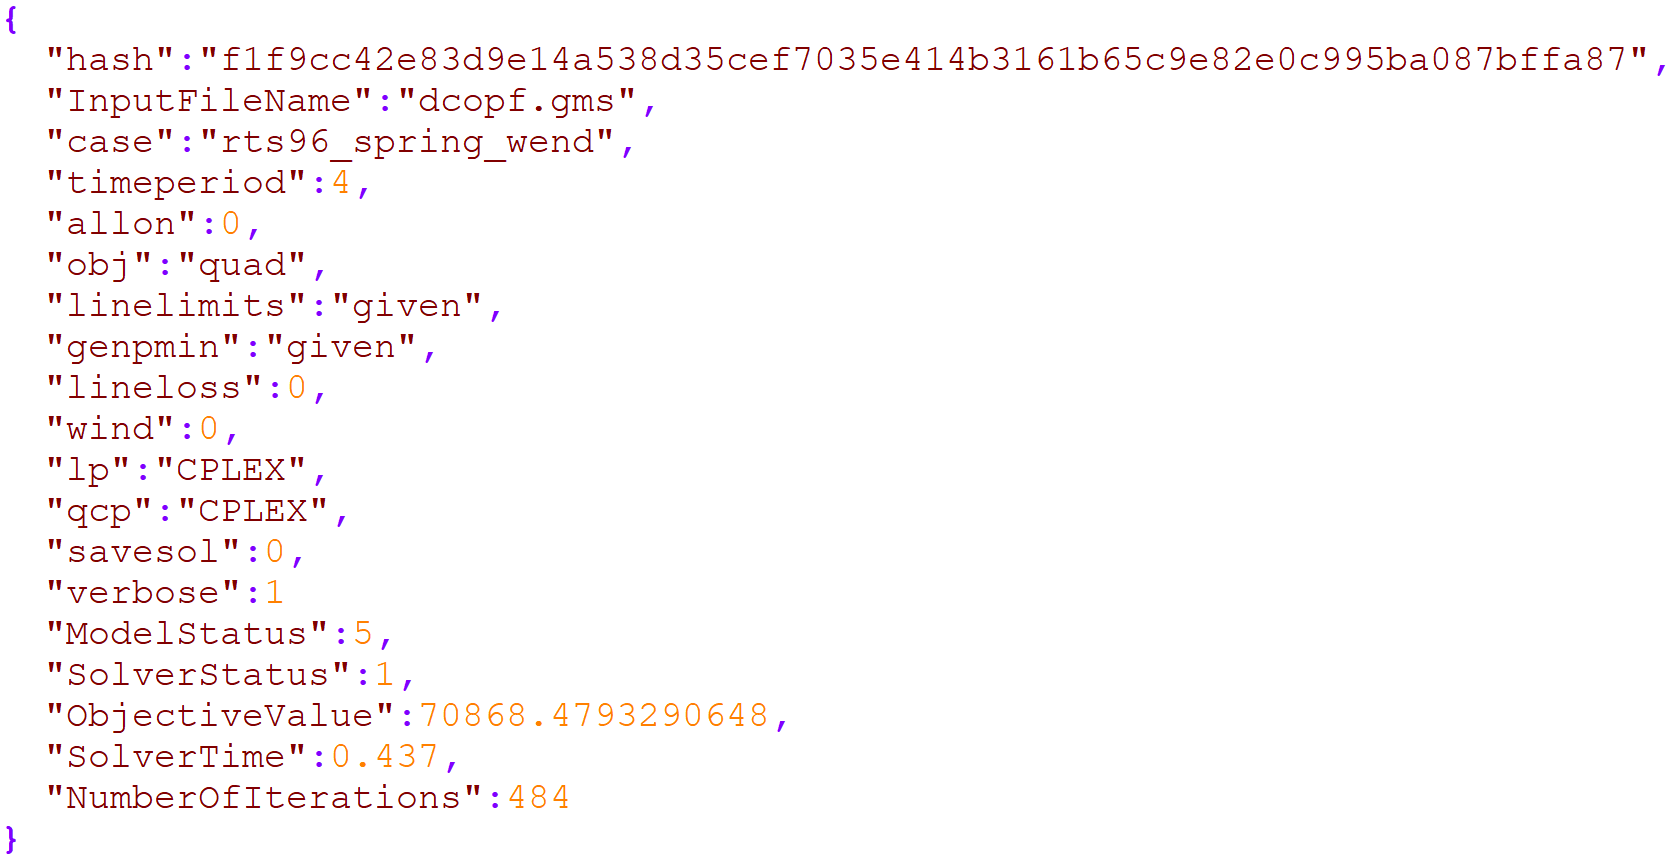 {
"hash":"f1f9cc42e83d9e14a538d35cef7035e414b3161b65c9e82e0c995ba087bffa87",
"InputFileName":"dcopf.gms",
"case":"rts96_spring_wend",
"timeperiod":4,
"allon":0,
"obj":"quad",
"linelimits":"given",
"genpmin":"given",
"lineloss":0,
"wind":0,
"lp":"CPLEX",
"qcp":"CPLEX",
"savesol":0,
"verbose":1
"ModelStatus":5,
"SolverStatus":1,
"ObjectiveValue":70868.4793290648,
"SolverTime":0.437,
"NumberOfIterations":484
}